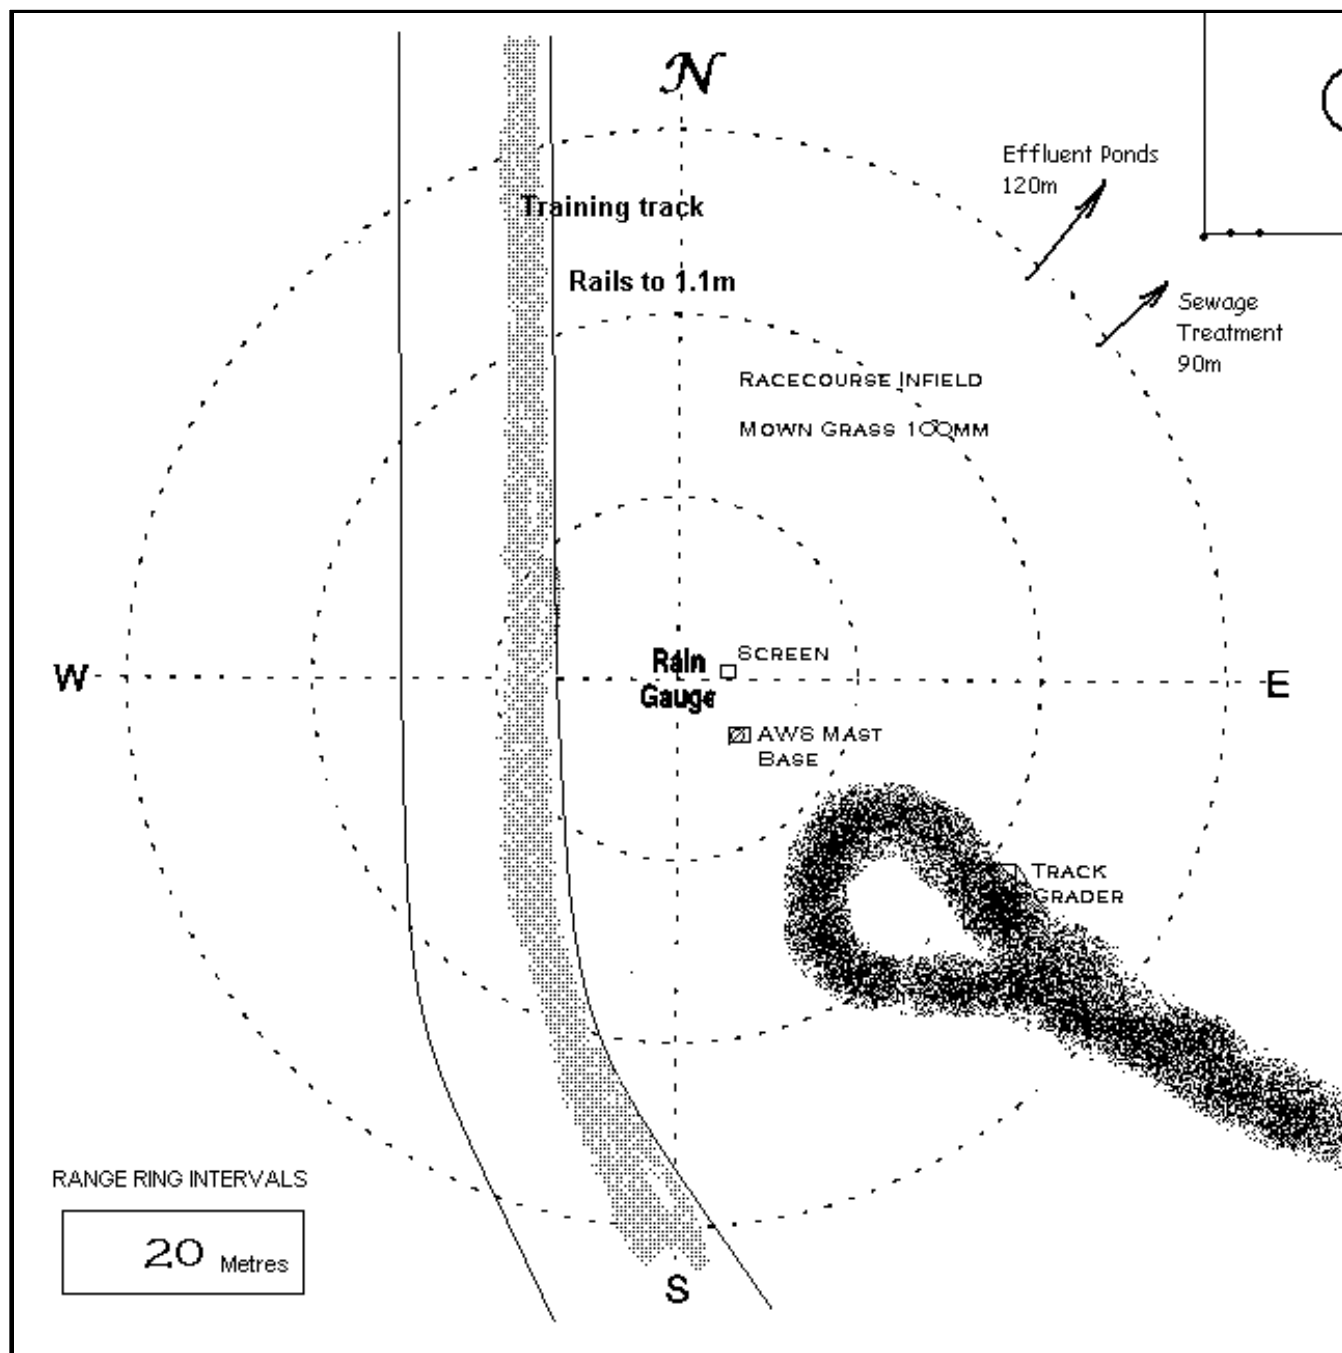 N
Effluent Ponds
120m
Training track
Rails to 1.1m
Sewage
Treatment
90m
RACECOURSE INFIELD
MOWN GRASS 100MM
W
Rain
Gauge
SCREEN
E
AWS MAST
BASE
TRACK
GRADER
RANGE RING INTERVALS
20 Metres
S